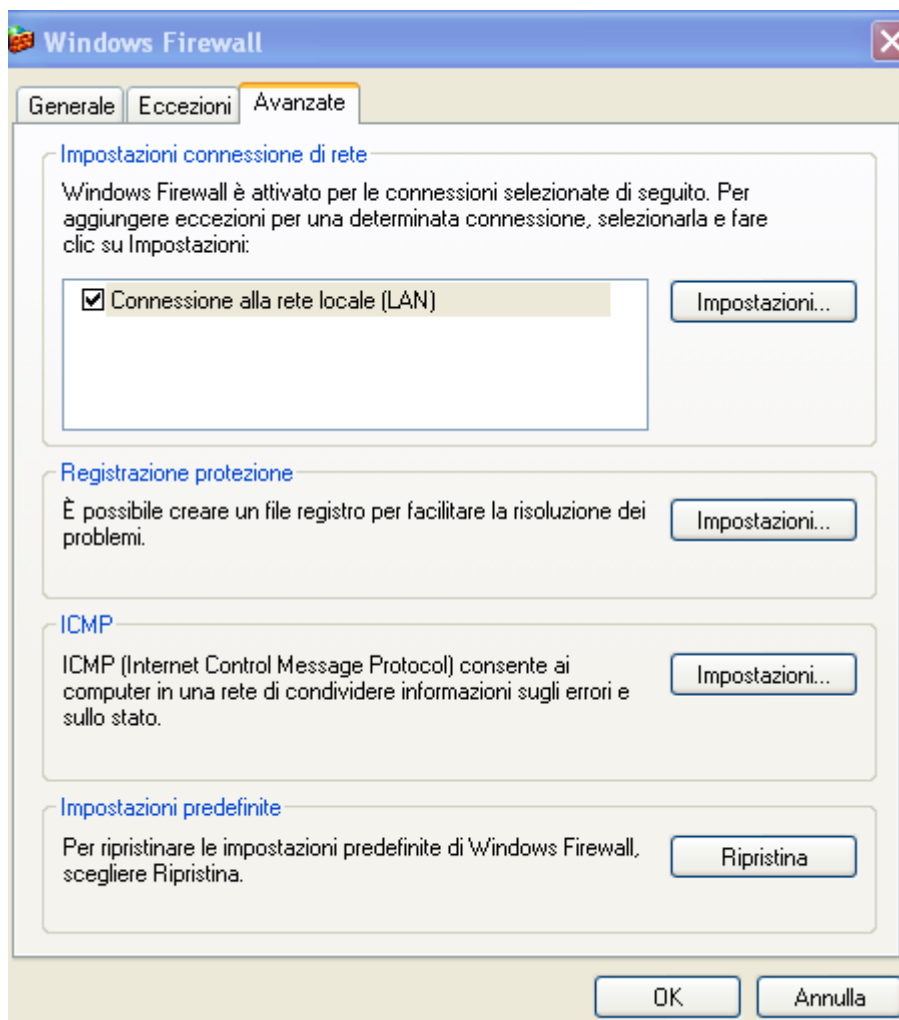 Windows Firewall
Generale Eccezioni Avanzate
Impostazioni connessione di rete
Windows Firewall è attivato per le connessioni selezionate di seguito. Per
aggiungere eccezioni per una determinata connessione, selezionarla e fare
clic su Impostazioni:
Connessione alla rete locale (LAN)
Impostazioni...
Registrazione protezione
È possibile creare un file registro per facilitare la risoluzione dei
problemi.
Impostazioni...
ICMP
ICMP (Internet Control Message Protocol) consente ai
computer in una rete di condividere informazioni sugli errori e
sullo stato.
Impostazioni...
Impostazioni predefinite
Per ripristinare le impostazioni predefinite di Windows Firewall,
scegliere Ripristina.
Ripristina
OK Annulla